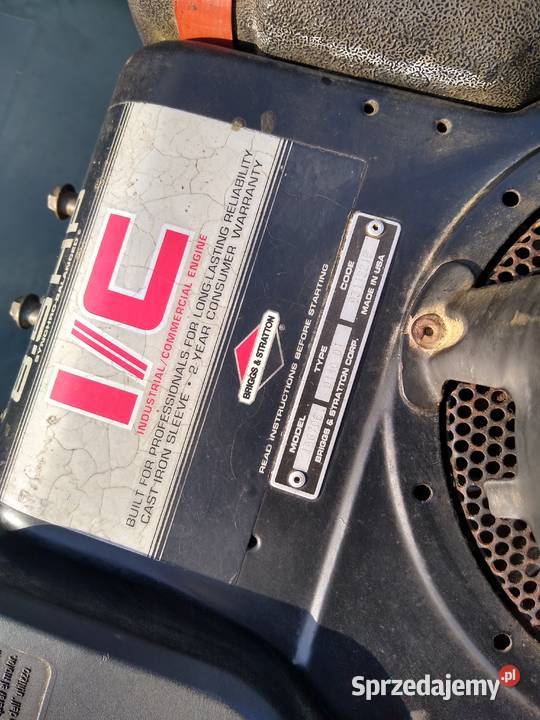 I/C
INDUSTRIAL/COMMERCIAL ENGINE
BUILT FOR PROFESSIONALS FOR LONG-LASTING RELIABILITY
CAST IRON SLEEVE • 2 YEAR CONSUMER WARRANTY
BRIGGS & STRATTON
READ INSTRUCTIONS BEFORE STARTING
MODEL TYPE CODE
BRIGGS & STRATTON CORP. MADE IN USA
Sprzedajemy.pl